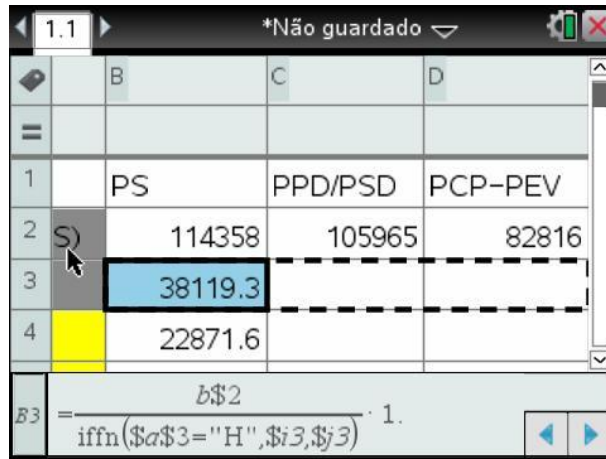 1.1 *Não guardado
B C D
=
1 PS PPD/PSD PCP-PEV
2 S) 114358 105965 82816
3 38119.3
4 22871.6
B3 = b$2 / iffn($a$3="H",$i3,$j3) · 1.